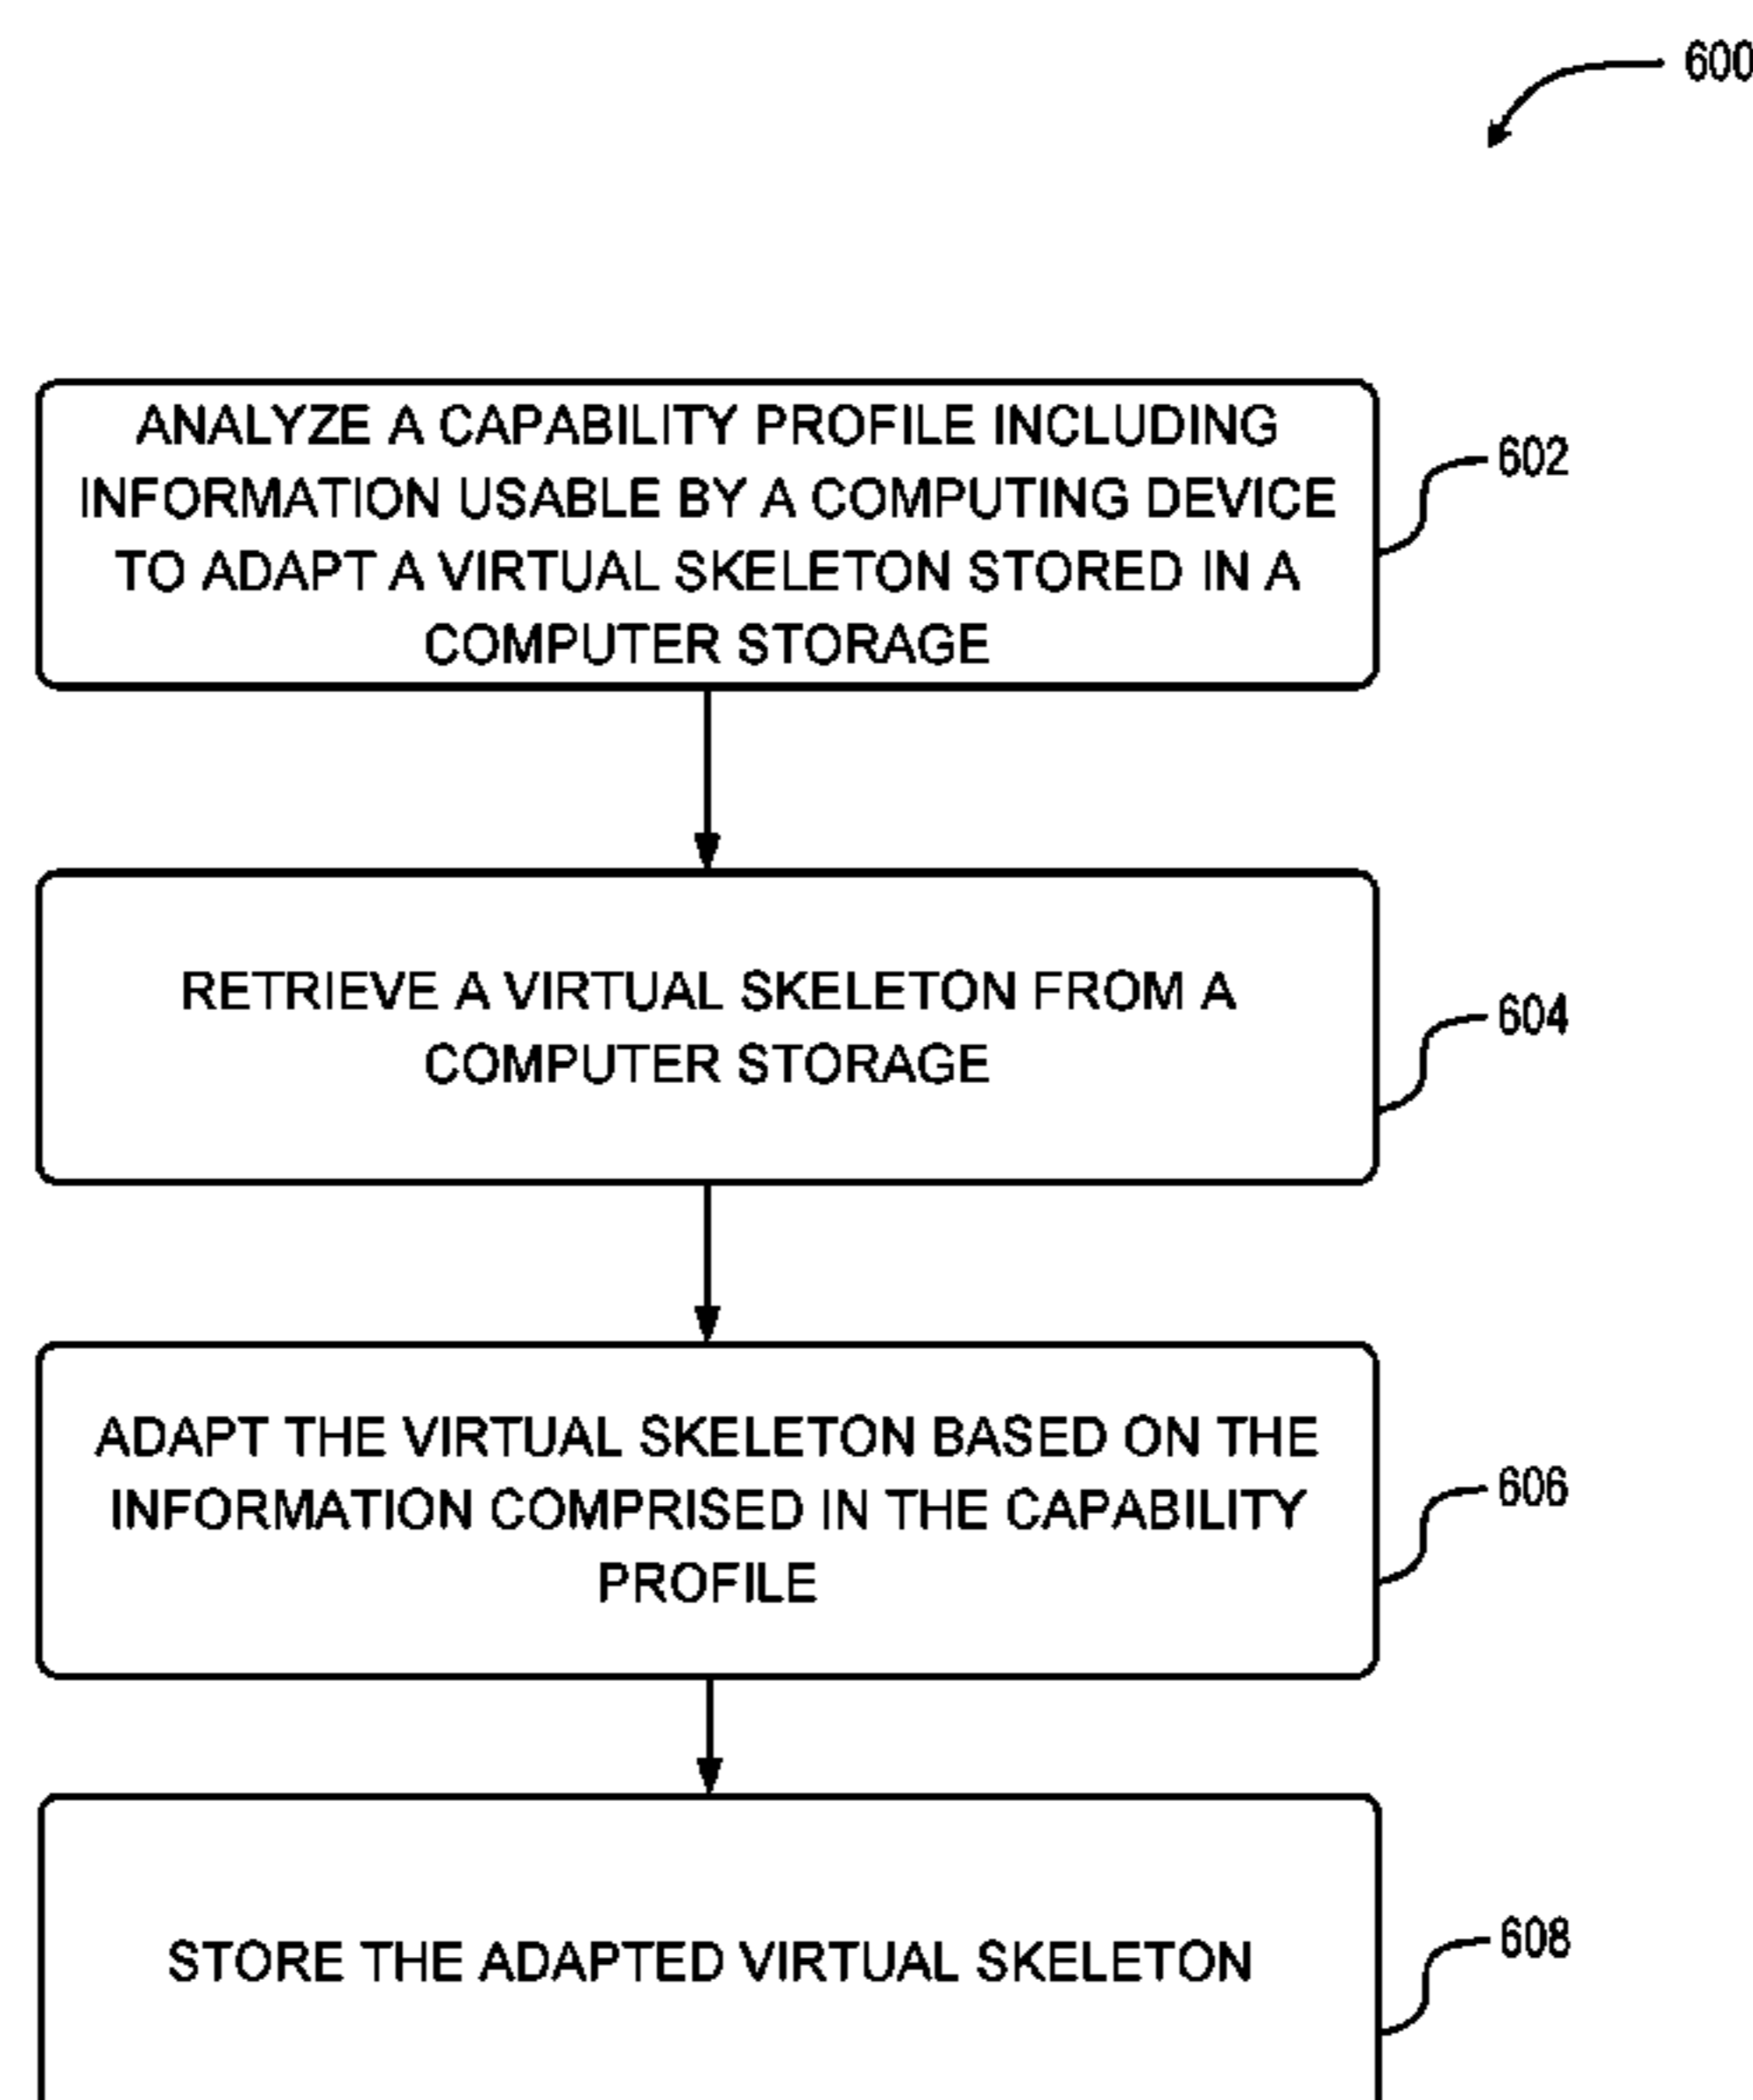 600
ANALYZE A CAPABILITY PROFILE INCLUDING
INFORMATION USABLE BY A COMPUTING DEVICE
TO ADAPT A VIRTUAL SKELETON STORED IN A
COMPUTER STORAGE
602
RETRIEVE A VIRTUAL SKELETON FROM A
COMPUTER STORAGE
604
ADAPT THE VIRTUAL SKELETON BASED ON THE
INFORMATION COMPRISED IN THE CAPABILITY
PROFILE
606
STORE THE ADAPTED VIRTUAL SKELETON
608